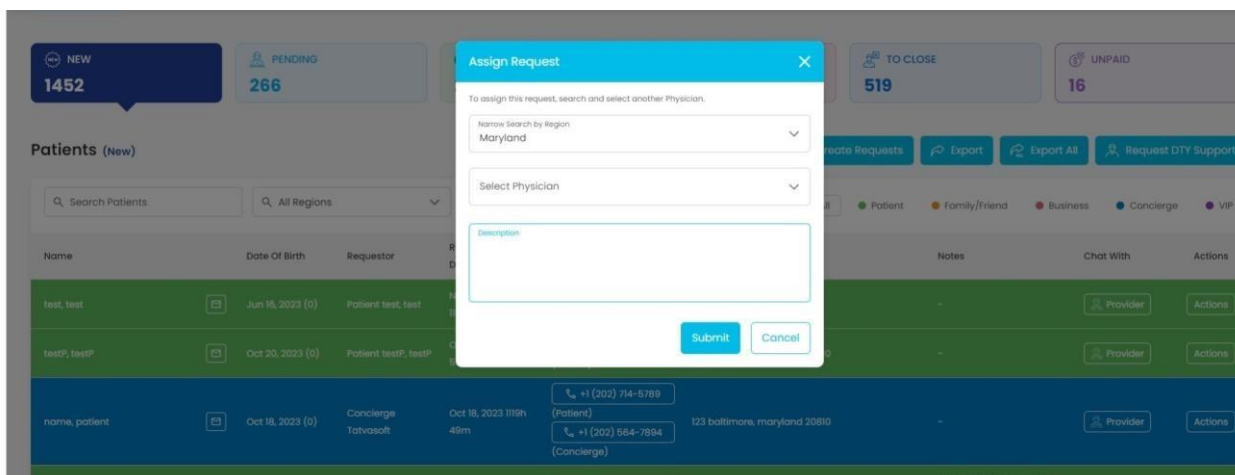 NEW
1452
PENDING
266
TO CLOSE
519
UNPAID
16
Assign Request
To assign this request, search and select another Physician.
Narrow Search by Region
Maryland
Select Physician
Description
Submit
Cancel
Patients (New)
reate Requests
Export
Export All
Request DTY Support
Search Patients
All Regions
Patient
Family/Friend
Business
Concierge
VIP
Name
Date Of Birth
Requestor
Notes
Chat With
Actions
test, test
Jun 16, 2023 (0)
Patient test, test
-
Provider
Actions
testP, testP
Oct 20, 2023 (0)
Patient testP, testP
-
Provider
Actions
name, patient
Oct 18, 2023 (0)
Concierge
Tatvasoft
Oct 18, 2023 1119h
49m
+1 (202) 714-5789
(Patient)
+1 (202) 564-7894
(Concierge)
123 baltimore, maryland 20810
-
Provider
Actions